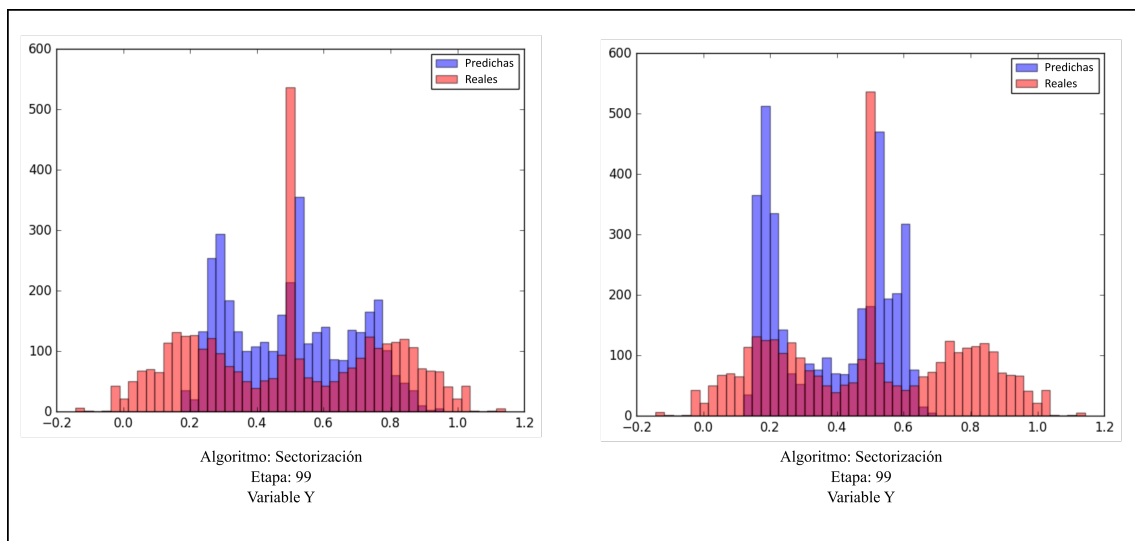 600
500
400
300
200
100
0
−0.2 0.0 0.2 0.4 0.6 0.8 1.0 1.2
Predichas
Reales
Algoritmo: Sectorización
Etapa: 99
Variable Y
600
500
400
300
200
100
0
−0.2 0.0 0.2 0.4 0.6 0.8 1.0 1.2
Predichas
Reales
Algoritmo: Sectorización
Etapa: 99
Variable Y